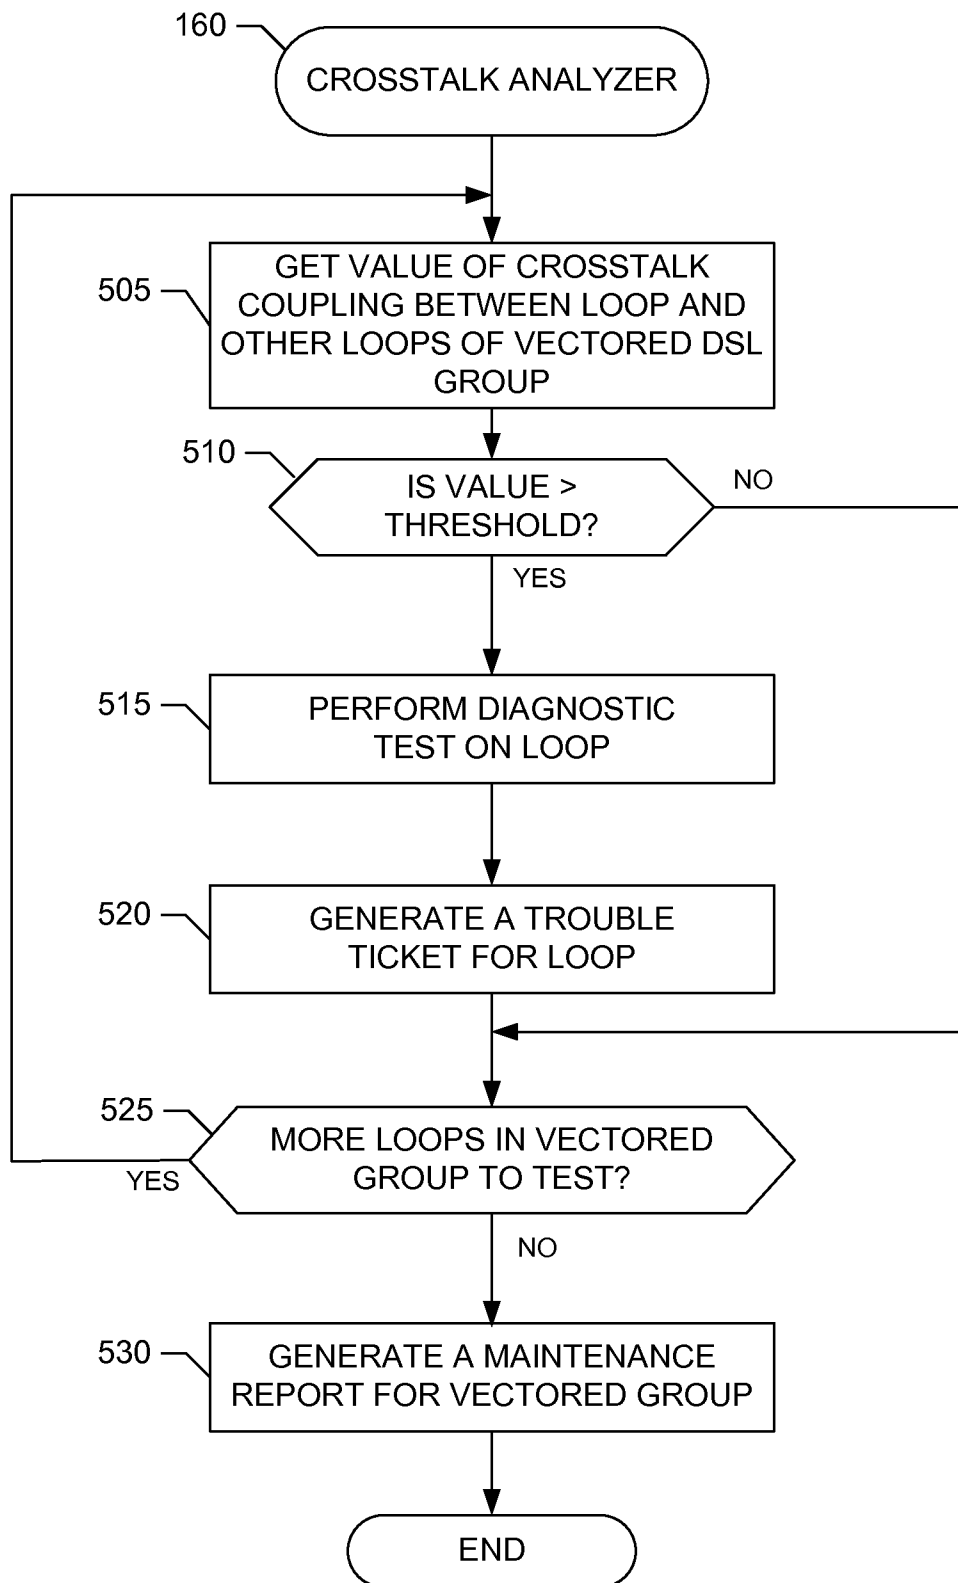 160
CROSSTALK ANALYZER
505
GET VALUE OF CROSSTALK
COUPLING BETWEEN LOOP AND
OTHER LOOPS OF VECTORED DSL
GROUP
510
IS VALUE >
THRESHOLD?
NO
YES
515
PERFORM DIAGNOSTIC
TEST ON LOOP
520
GENERATE A TROUBLE
TICKET FOR LOOP
525
MORE LOOPS IN VECTORED
GROUP TO TEST?
YES
NO
530
GENERATE A MAINTENANCE
REPORT FOR VECTORED GROUP
END